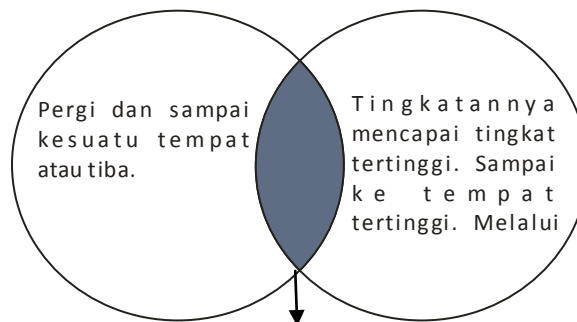 Pergi dan sampai
kesuatu tempat
atau tiba.
Tingkatannya
mencapai tingkat
tertinggi. Sampai
ke tempat
tertinggi. Melalui